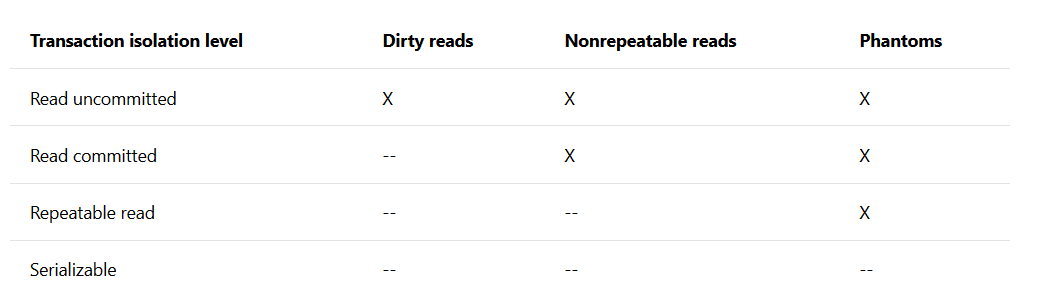 Transaction isolation level Dirty reads Nonrepeatable reads Phantoms
Read uncommitted X X X
Read committed -- X X
Repeatable read -- -- X
Serializable -- -- --